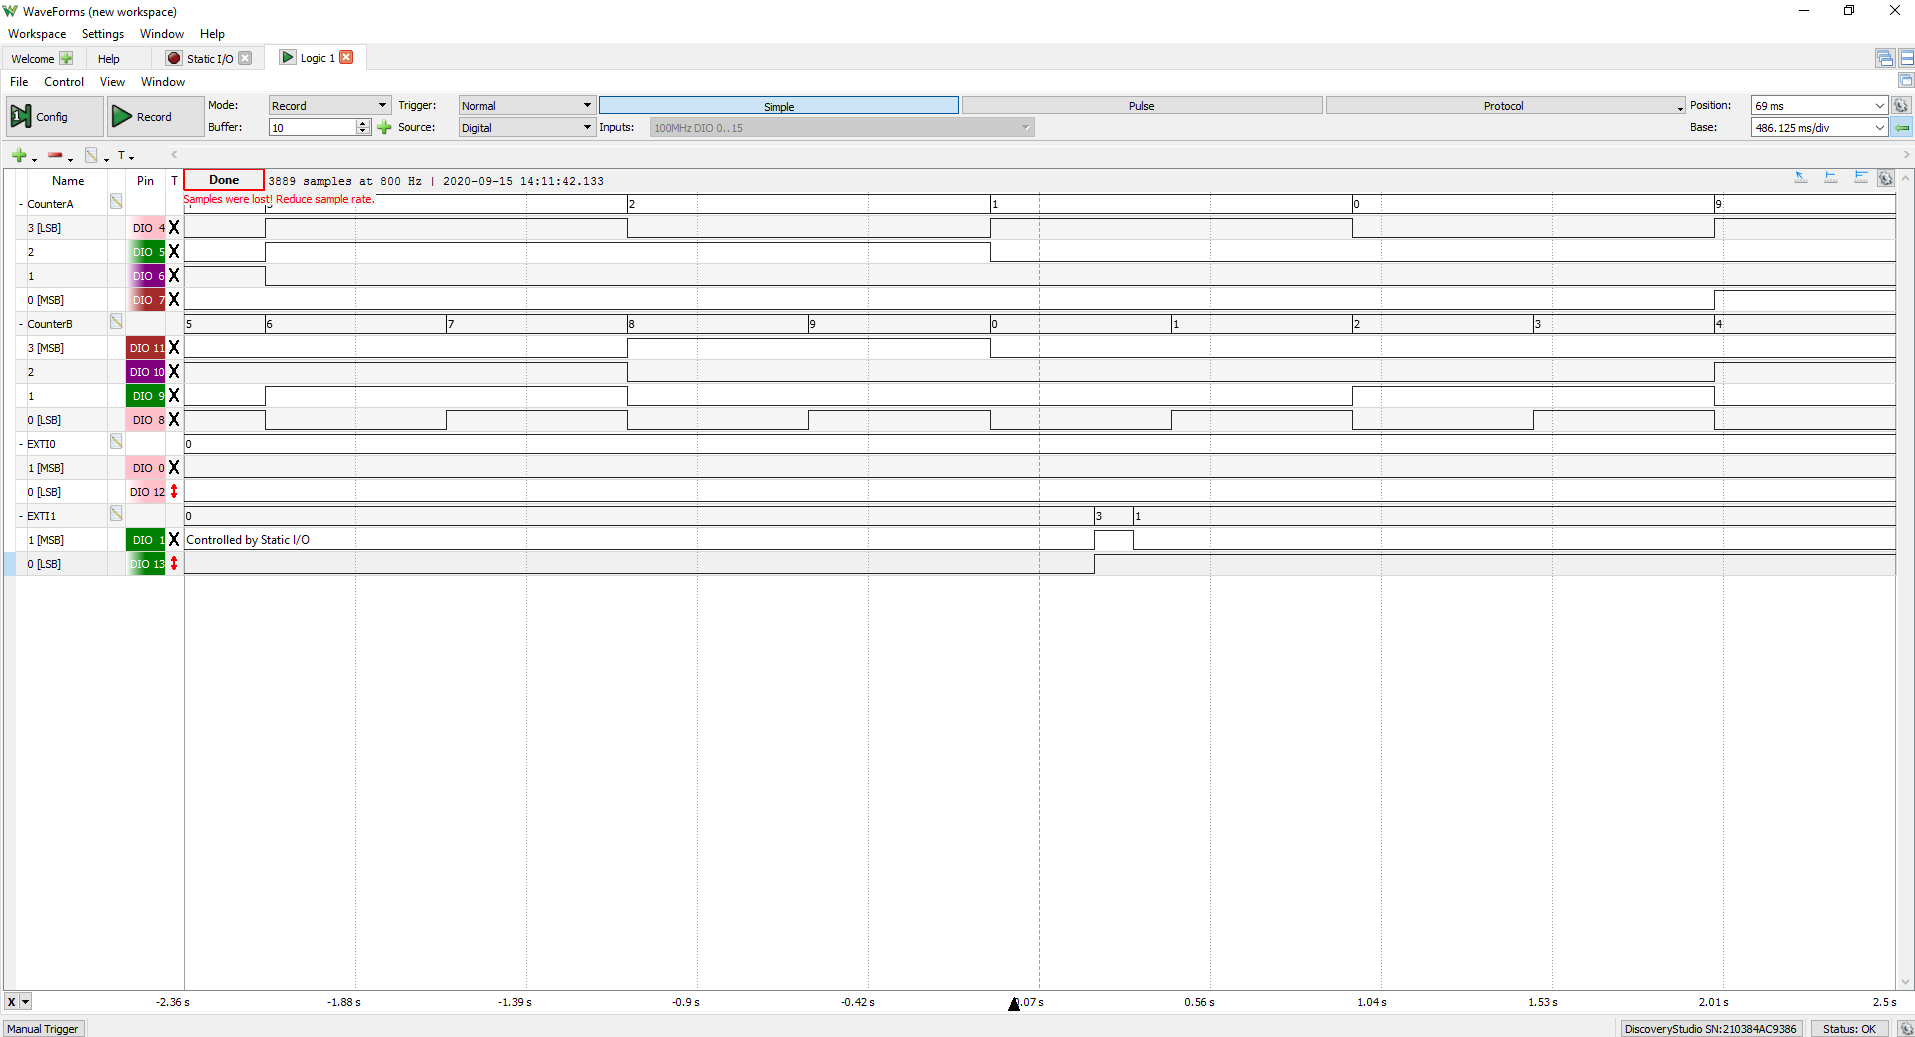 WaveForms (new workspace)
Workspace Settings Window Help
Welcome Help Static I/O Logic 1
File Control View Window
Config Record Mode: Record Trigger: Normal Simple Pulse Protocol Position: 69 ms
Buffer: 10 Source: Digital Inputs: 100MHz DIO 0..15 Base: 486.125 ms/div
T
Name Pin T Done 3889 samples at 800 Hz | 2020-09-15 14:11:42.133
Samples were lost! Reduce sample rate.
- CounterA 2 1 0 9
3 [LSB] DIO 4 X
2 DIO 5 X
1 DIO 6 X
0 [MSB] DIO 7 X
- CounterB 5 6 7 8 9 0 1 2 3 4
3 [MSB] DIO 11 X
2 DIO 10 X
1 DIO 9 X
0 [LSB] DIO 8 X
- EXTI0 0
1 [MSB] DIO 0 X
0 [LSB] DIO 12
- EXTI1 0 3 1
1 [MSB] DIO 1 X Controlled by Static I/O
0 [LSB] DIO 13
X -2.36 s -1.88 s -1.39 s -0.9 s -0.42 s 0.07 s 0.56 s 1.04 s 1.53 s 2.01 s 2.5 s
Manual Trigger DiscoveryStudio SN:210384AC9386 Status: OK